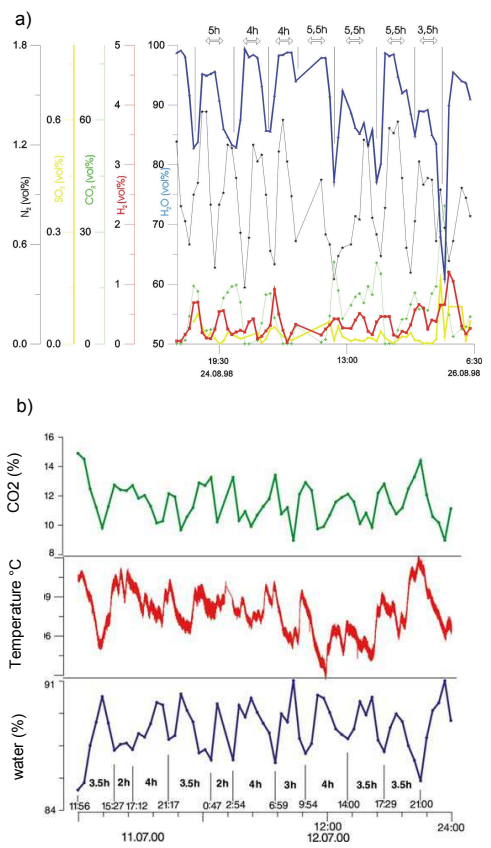 a)
5h 4h 4h 5,5h 5,5h 5,5h 3,5h
1.8 5 100
4 90
0.6 60
1.2
3 80
0.3 30
0.6 2 70
1 60
0.0 0.0 0 0 50
N2 (vol%)
SO2 (vol%)
CO2 (vol%)
H2 (vol%)
H2O (vol%)
19:30 13:00 6:30
24.08.98 26.08.98
b)
CO2 (%)
16
14
12
10
8
Temperature °C
99
96
water (%)
91
84
3.5h 2h 4h 3.5h 2h 4h 3h 4h 3.5h 3.5h
11:56 15:27 17:12 21:17 0:47 2:54 6:59 9:54 14:00 17:29 21:00
12:00 24:00
11.07.00 12.07.00